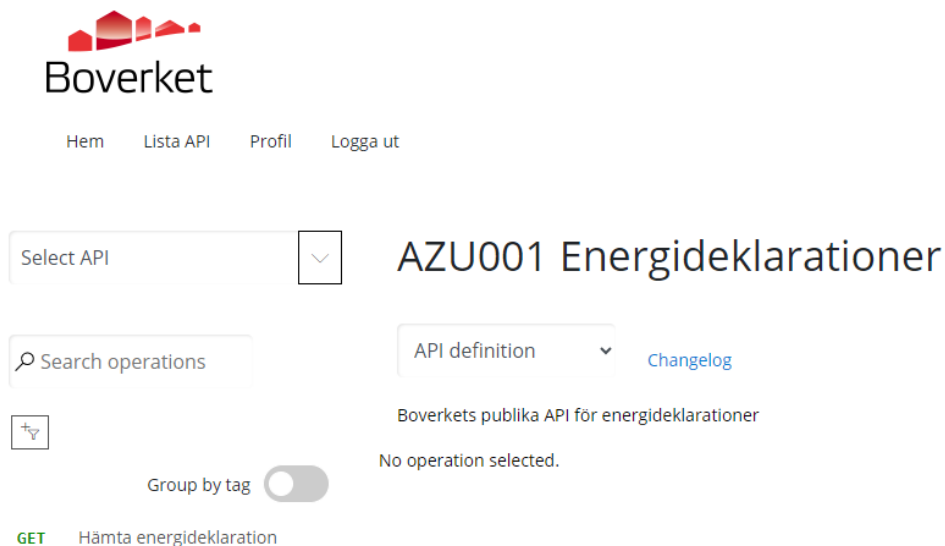 Boverket
Hem Lista API Profil Logga ut
Select API
AZU001 Energideklarationer
Search operations
API definition
Changelog
Boverkets publika API för energideklarationer
No operation selected.
Group by tag
GET Hämta energideklaration